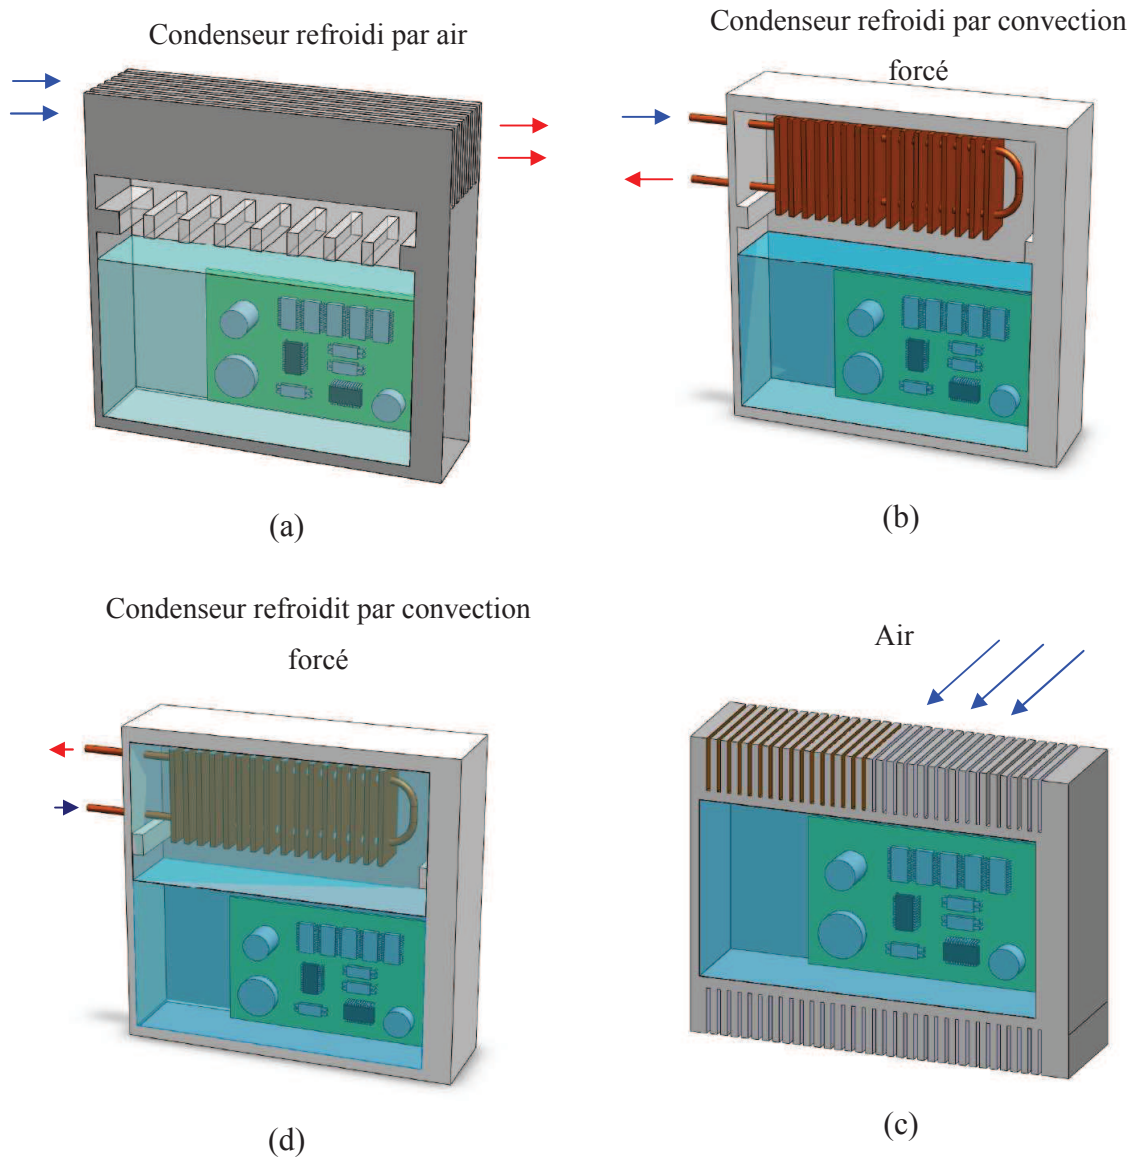 Condenseur refroidi par air
Condenseur refroidi par convection
forcé
(a)
(b)
Condenseur refroidit par convection
forcé
Air
(d)
(c)